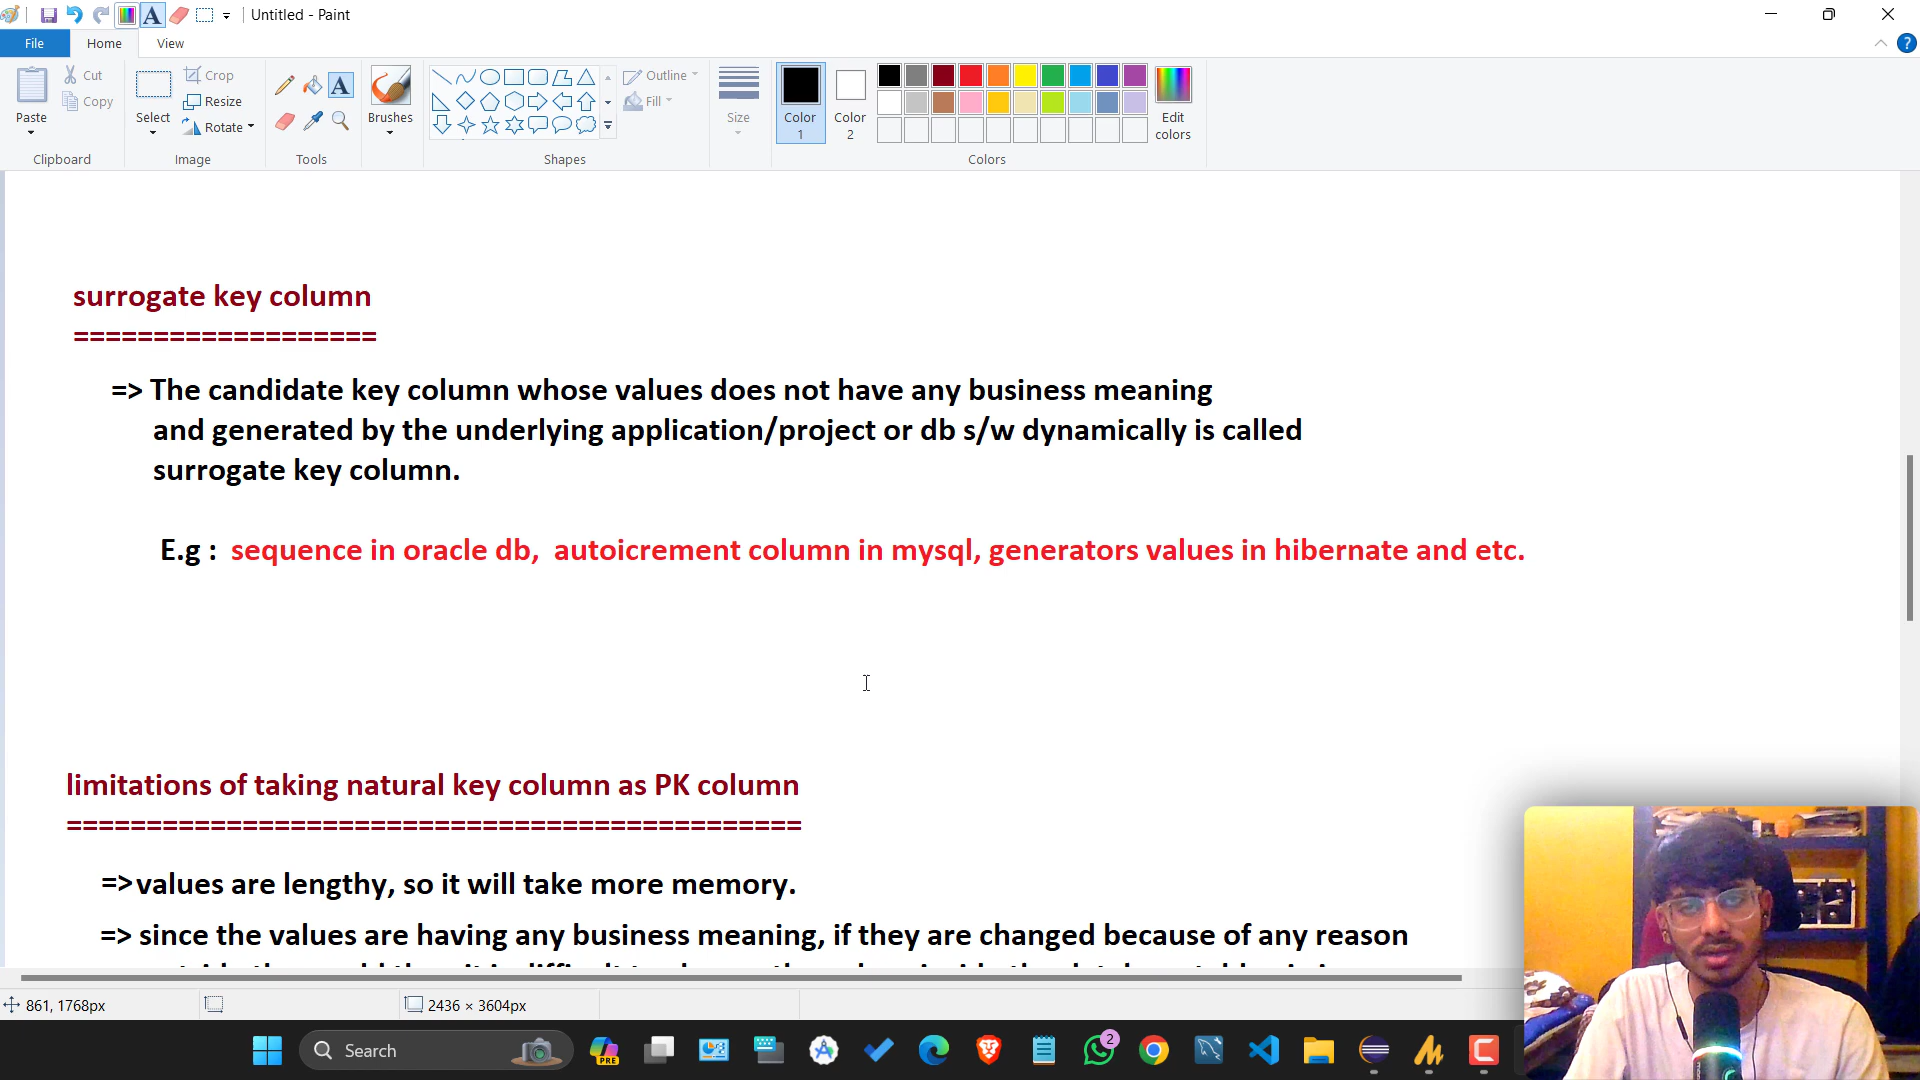 Untitled - Paint
File
Home
View
Paste
Cut
Copy
Clipboard
Select
Crop
Resize
Rotate
Image
Tools
Brushes
Shapes
Outline
Fill
Size
Color
1
Color
2
Edit
colors
Colors
surrogate key column
===================
=> The candidate key column whose values does not have any business meaning
and generated by the underlying application/project or db s/w dynamically is called
surrogate key column.
E.g : sequence in oracle db, autoicrement column in mysql, generators values in hibernate and etc.
limitations of taking natural key column as PK column
==============================================
=>values are lengthy, so it will take more memory.
=> since the values are having any business meaning, if they are changed because of any reason
861, 1768px
2436 × 3604px
Search
PRE
2